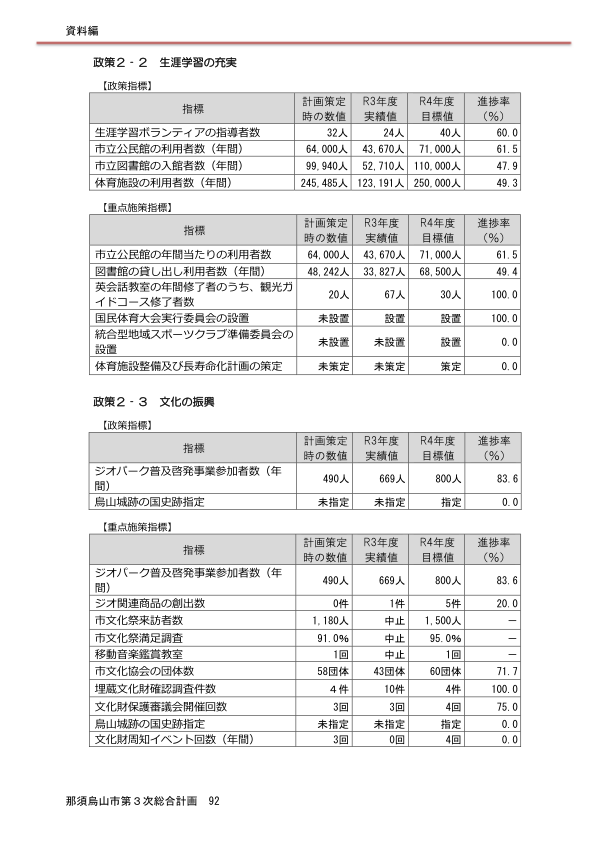 資料編
政策２‐２　生涯学習の充実
【政策指標】
指標 計画策定時の数値 R3年度実績値 R4年度目標値 進捗率（%）
生涯学習ボランティアの指導者数 32人 24人 40人 60.0
市立公民館の利用者数（年間） 64,000人 43,670人 71,000人 61.5
市立図書館の入館者数（年間） 99,940人 52,710人 110,000人 47.9
体育施設の利用者数（年間） 245,485人 123,191人 250,000人 49.3
【重点施策指標】
指標 計画策定時の数値 R3年度実績値 R4年度目標値 進捗率（%）
市立公民館の年間当たりの利用者数 64,000人 43,670人 71,000人 61.5
図書館の貸し出し利用者数（年間） 48,242人 33,827人 68,500人 49.4
英会話教室の年間修了者のうち、観光ガイドコース修了者数 20人 67人 30人 100.0
国民体育大会実行委員会の設置 未設置 設置 設置 100.0
統合型地域スポーツクラブ準備委員会の設置 未設置 未設置 設置 0.0
体育施設整備及び長寿命化計画の策定 未策定 未策定 策定 0.0
政策２‐３　文化の振興
【政策指標】
指標 計画策定時の数値 R3年度実績値 R4年度目標値 進捗率（%）
ジオパーク普及啓発事業参加者数（年間） 490人 669人 800人 83.6
烏山城跡の国史跡指定 未指定 未指定 指定 0.0
【重点施策指標】
指標 計画策定時の数値 R3年度実績値 R4年度目標値 進捗率（%）
ジオパーク普及啓発事業参加者数（年間） 490人 669人 800人 83.6
ジオ関連商品の創出数 0件 1件 5件 20.0
市文化祭来訪者数 1,180人 中止 1,500人 －
市文化祭満足調査 91.0% 中止 95.0% －
移動音楽鑑賞教室 1回 中止 1回 －
市文化協会の団体数 58団体 43団体 60団体 71.7
埋蔵文化財確認調査件数 ４件 10件 4件 100.0
文化財保護審議会開催回数 3回 3回 4回 75.0
烏山城跡の国史跡指定 未指定 未指定 指定 0.0
文化財周知イベント回数（年間） 3回 0回 4回 0.0
那須烏山市第３次総合計画　92